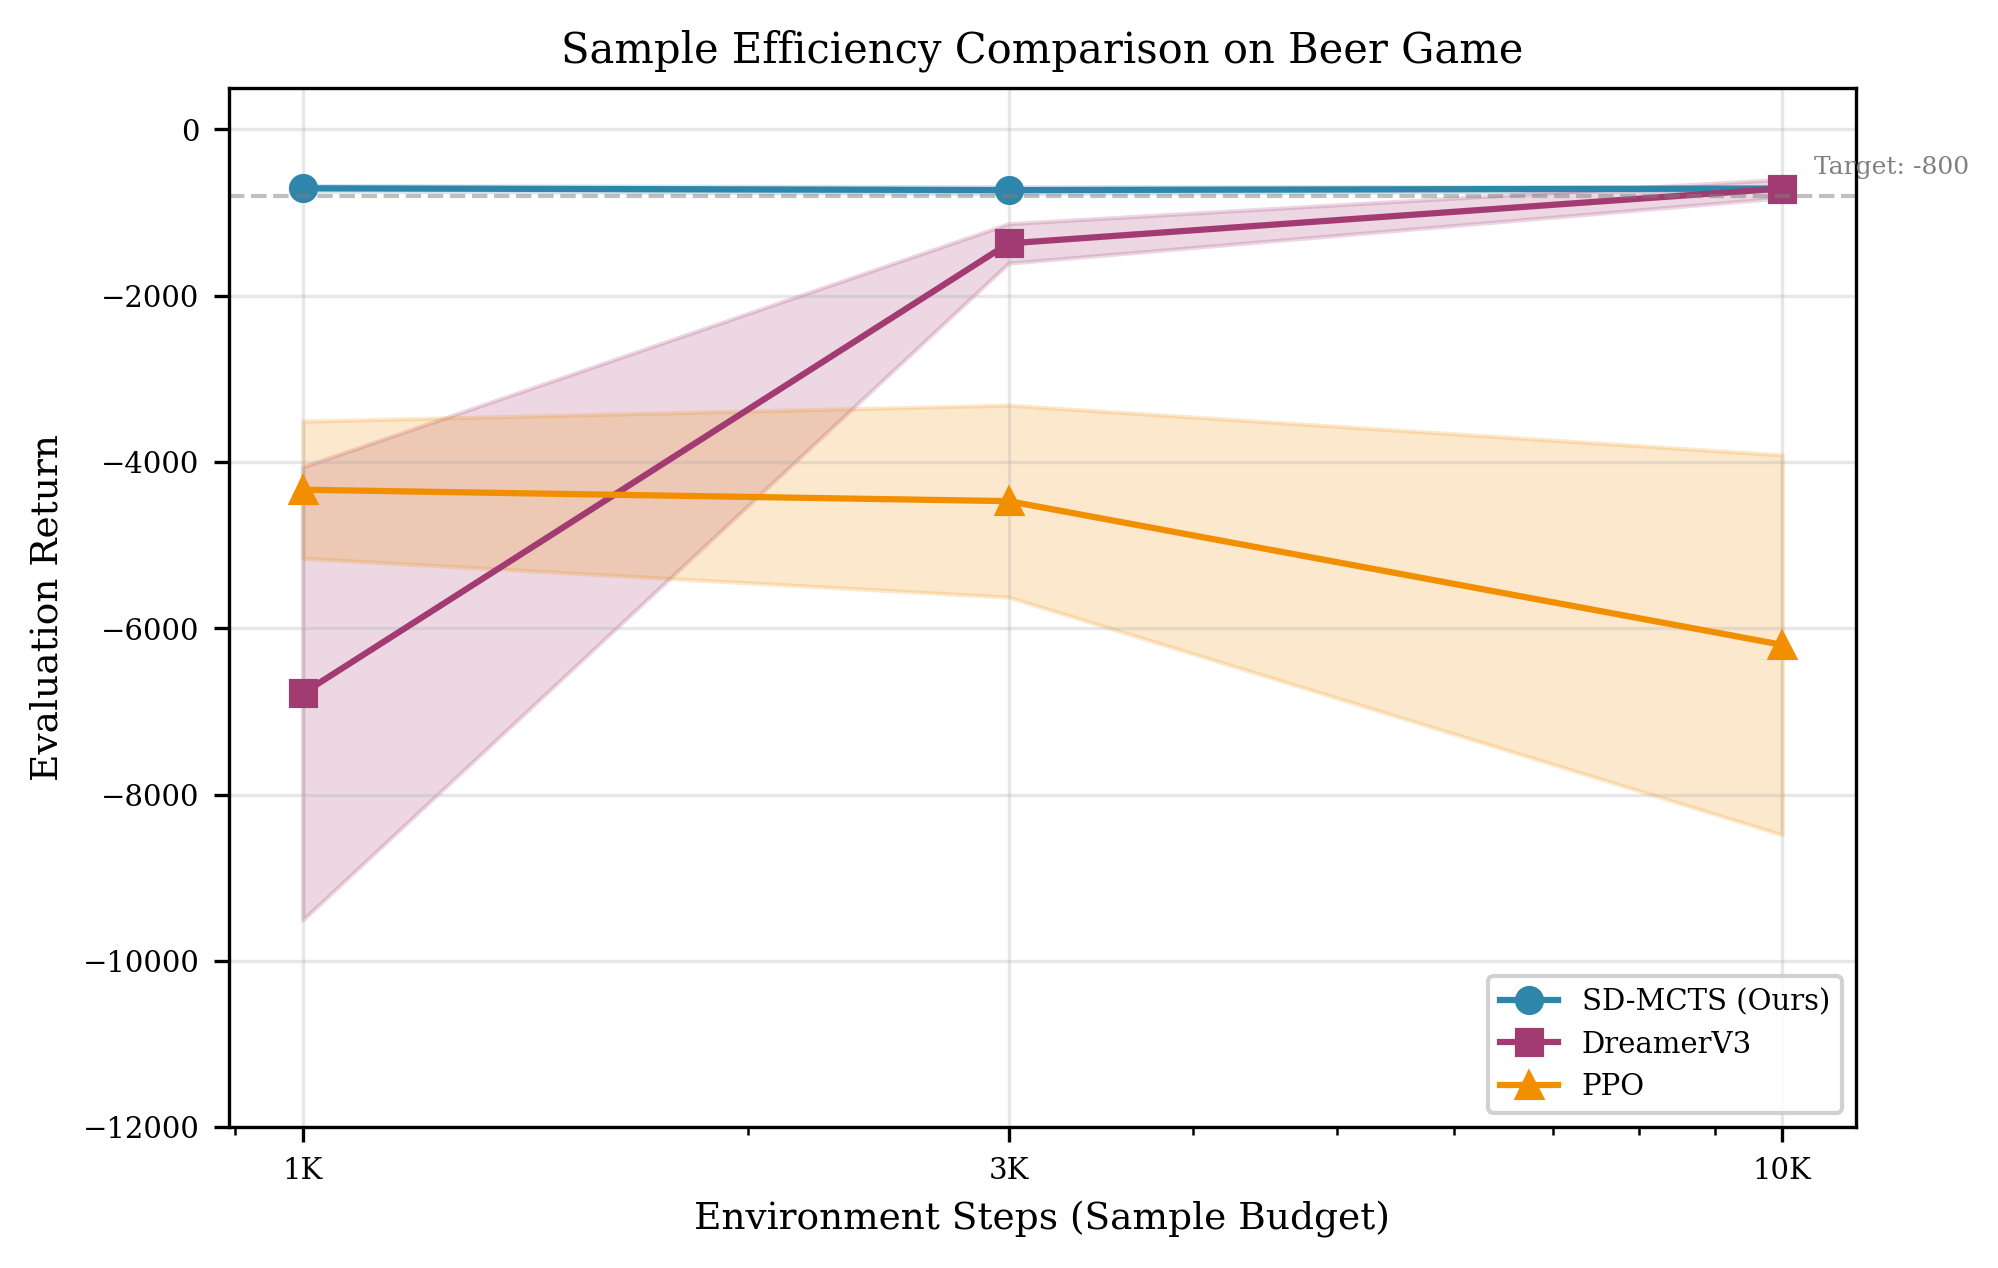 Sample Efficiency Comparison on Beer Game
Evaluation Return
0
−2000
−4000
−6000
−8000
−10000
−12000
Target: -800
SD-MCTS (Ours)
DreamerV3
PPO
1K
3K
10K
Environment Steps (Sample Budget)